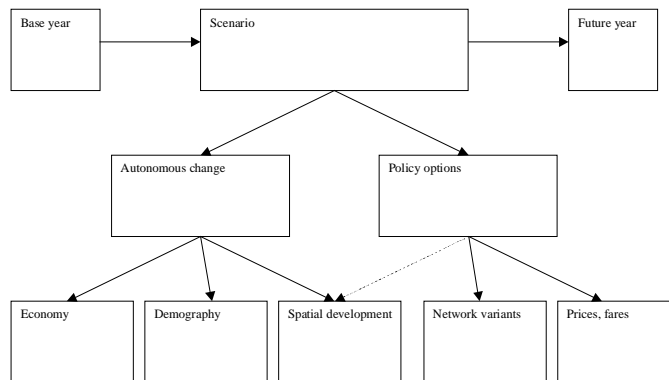 Base year
Scenario
Future year
Autonomous change
Policy options
Economy
Demography
Spatial development
Network variants
Prices, fares